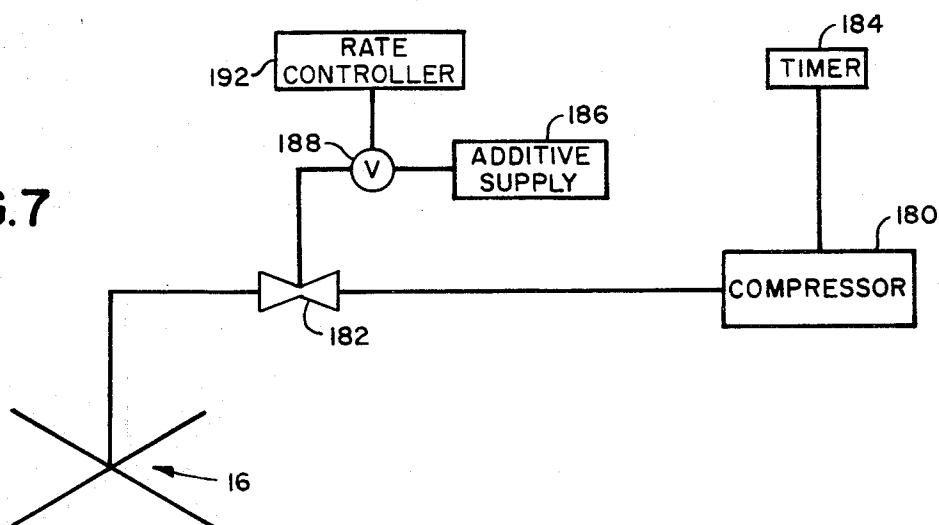 184
RATE
CONTROLLER
192
TIMER
186
188
V
ADDITIVE
SUPPLY
.7
180
COMPRESSOR
182
16